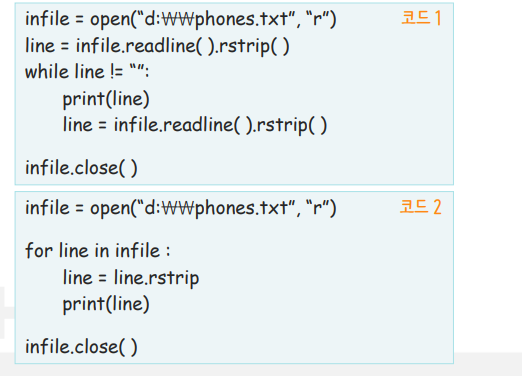 infile = open(“d:₩₩phones.txt”, “r”) 코드 1
line = infile.readline( ).rstrip( )
while line != “”:
print(line)
line = infile.readline( ).rstrip( )
infile.close( )
infile = open(“d:₩₩phones.txt”, “r”) 코드 2
for line in infile :
line = line.rstrip
print(line)
infile.close( )